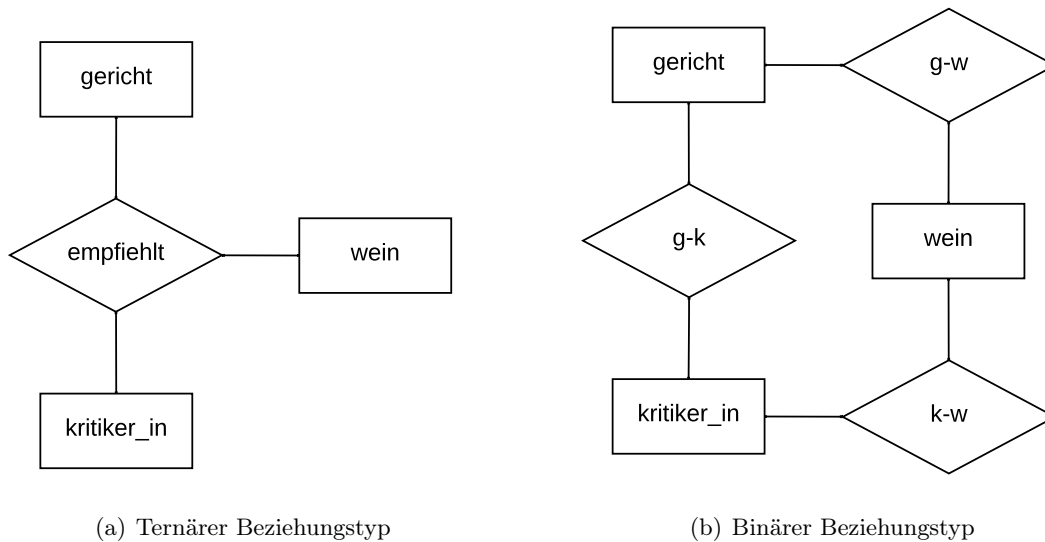 gericht
empfiehlt
wein
kritiker_in
(a) Ternärer Beziehungstyp
gericht
g-w
g-k
wein
kritiker_in
k-w
(b) Binärer Beziehungstyp